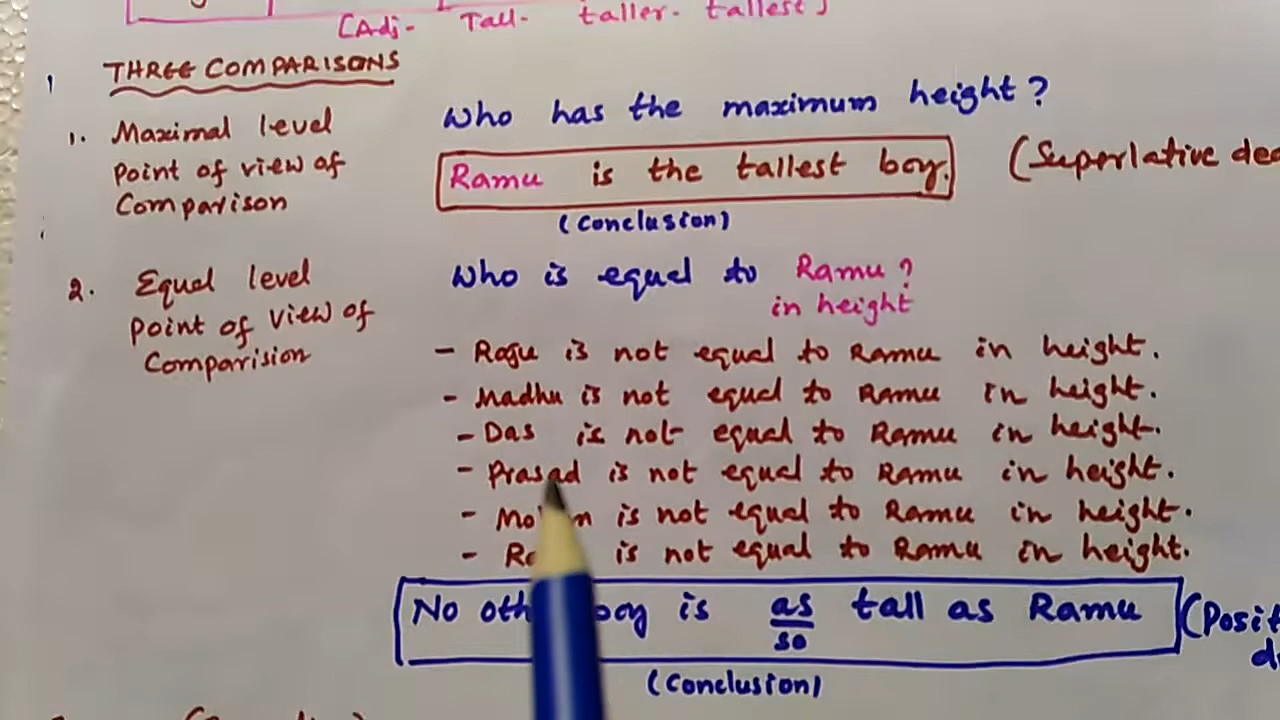 (Adj- Tall- taller- tallest)
THREE COMPARISONS
1. Maximal level
Point of view of
Comparison
Who has the maximum height?
Ramu is the tallest boy.
(Superlative
(Conclusion)
2. Equal level
Point of view of
Comparision
Who is equal to Ramu?
in height
- Raju is not equal to Ramu in height.
- Madhu is not equal to Ramu in height.
- Das is not equal to Ramu in height.
- Prasad is not equal to Ramu in height.
- is not equal to Ramu in height.
- is not equal to Ramu in height.
No boy is as tall as Ramu
so
(Conclusion)